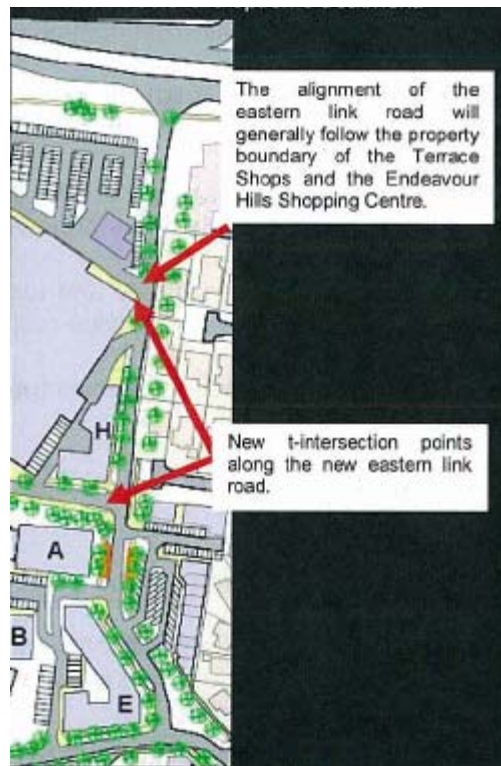 The alignment of the
eastern link road will
generally follow the property
boundary of the Terrace
Shops and the Endeavour
Hills Shopping Centre.
H
New t-intersection points
along the new eastern link
road.
A
B
E